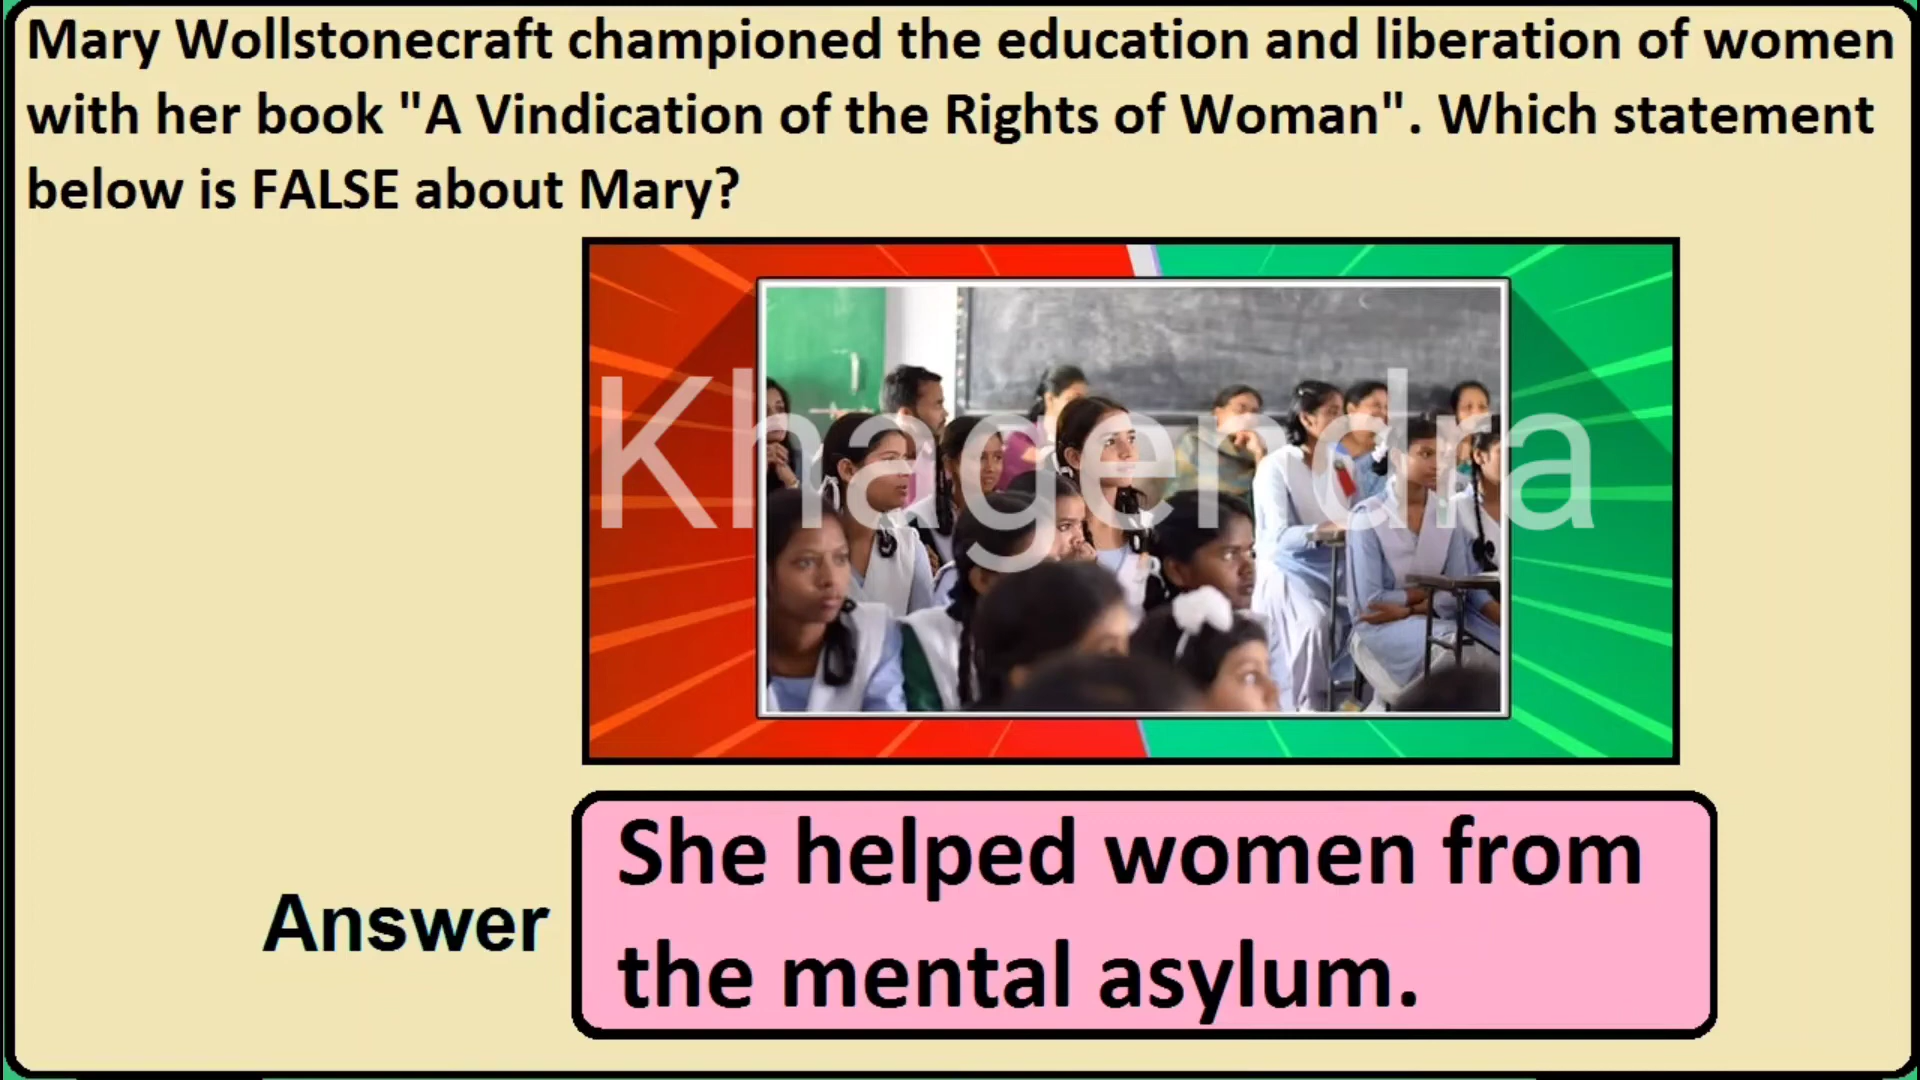 Mary Wollstonecraft championed the education and liberation of women
with her book "A Vindication of the Rights of Woman". Which statement
below is FALSE about Mary?
Khagendra
Answer
She helped women from
the mental asylum.